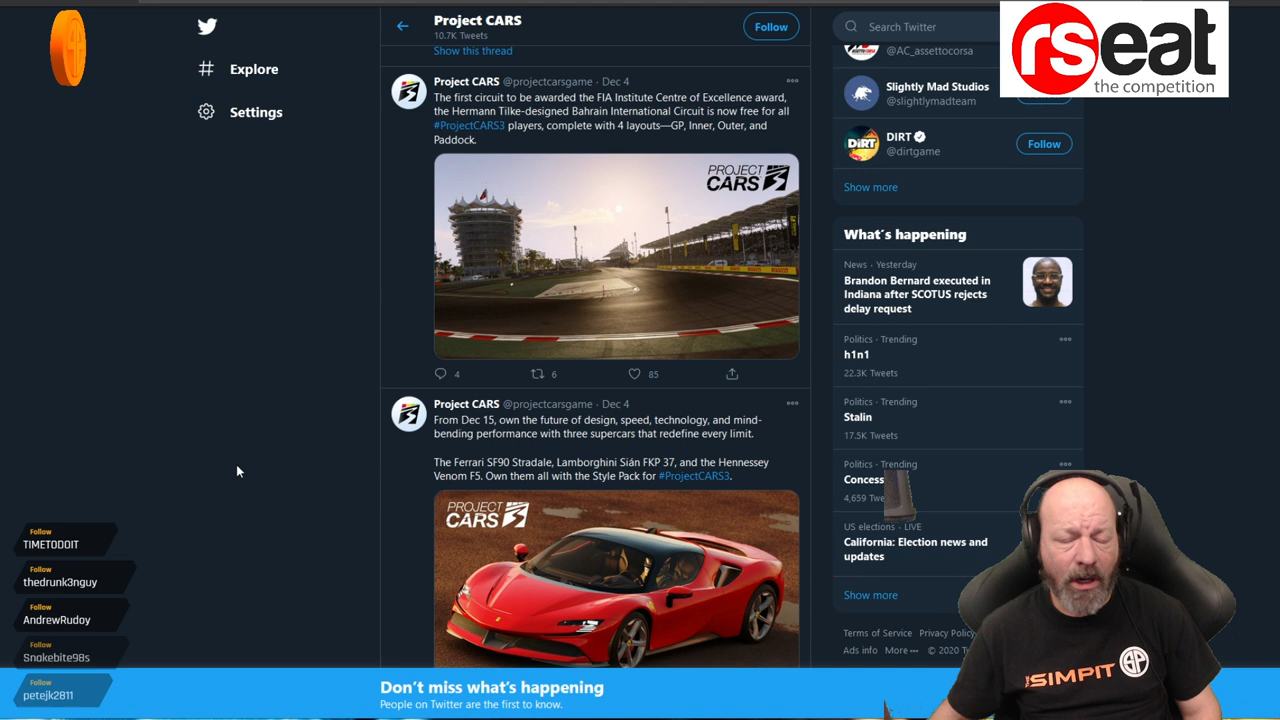 Explore
Settings
Follow
TIMETODOIT
Follow
thedrunk3nguy
Follow
AndrewRudoy
Follow
Snakebite98s
Follow
petejk2811
Project CARS
10.7K Tweets
Follow
Show this thread
Project CARS @projectcarsgame · Dec 4
The first circuit to be awarded the FIA Institute Centre of Excellence award,
the Hermann Tilke-designed Bahrain International Circuit is now free for all
#ProjectCARS3 players, complete with 4 layouts—GP, Inner, Outer, and
Paddock.
PROJECT
CARS 3
4 6 85
Project CARS @projectcarsgame · Dec 4
From Dec 15, own the future of design, speed, technology, and mind-
bending performance with three supercars that redefine every limit.
The Ferrari SF90 Stradale, Lamborghini Sián FKP 37, and the Hennessey
Venom F5. Own them all with the Style Pack for #ProjectCARS3.
PROJECT
CARS 3
Search Twitter
@AC_assettocorsa
Slightly Mad Studios
@slightlymadteam
DIRT
@dirtgame
Follow
Show more
What's happening
News · Yesterday
Brandon Bernard executed in
Indiana after SCOTUS rejects
delay request
Politics · Trending
h1n1
22.3K Tweets
Politics · Trending
Stalin
17.5K Tweets
Politics · Trending
Concess
4,659 Twe
US elections · LIVE
California: Election news and
updates
Show more
Terms of Service Privacy Policy
Ads info More © 2020 Tw
rseat
the competition
SIMPIT SP
Don't miss what's happening
People on Twitter are the first to know.